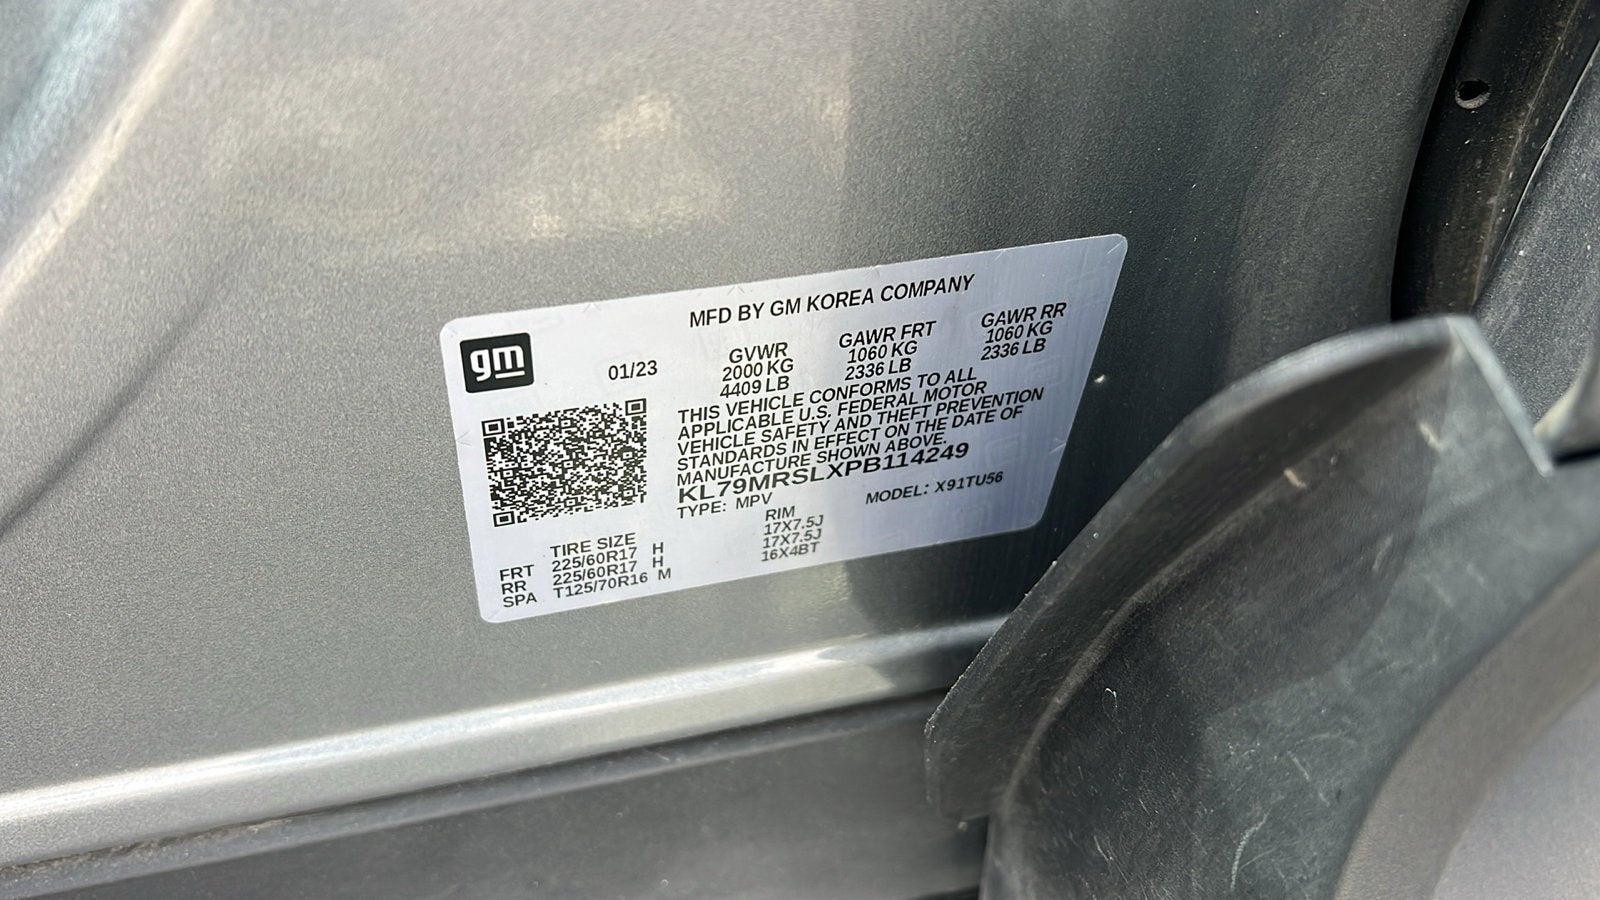 MFD BY GM KOREA COMPANY
gm
01/23
GVWR
2000 KG
4409 LB
GAWR FRT
1060 KG
2336 LB
GAWR RR
1060 KG
2336 LB
THIS VEHICLE CONFORMS TO ALL
APPLICABLE U.S. FEDERAL MOTOR
VEHICLE SAFETY AND THEFT PREVENTION
STANDARDS IN EFFECT ON THE DATE OF
MANUFACTURE SHOWN ABOVE.
KL79MRSLXPB114249
TYPE: MPV MODEL: X91TU56
TIRE SIZE RIM
FRT 225/60R17 H 17X7.5J
RR 225/60R17 H 17X7.5J
SPA T125/70R16 M 16X4BT